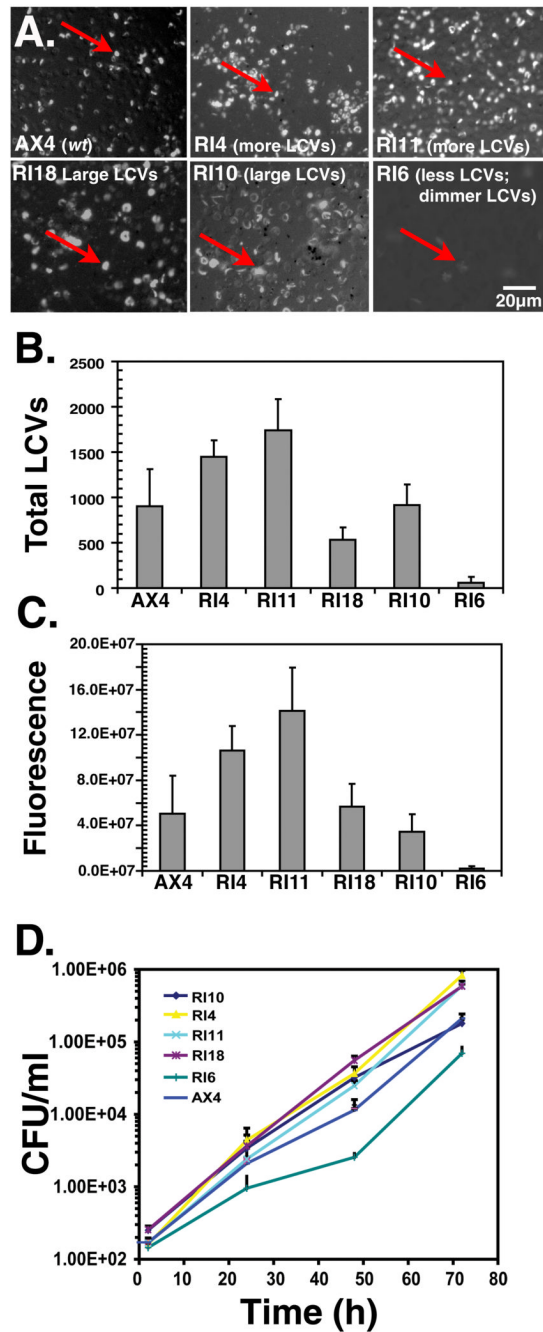 A.
AX4 (wt)
RI4 (more LCVs)
RI11 (more LCVs)
RI18 Large LCVs
RI10 (large LCVs)
RI6 (less LCVs;
dimmer LCVs)
20µm
B.
Total LCVs
2500
2000
1500
1000
500
0
AX4 RI4 RI11 RI18 RI10 RI6
C.
Fluorescence
20.0E+07
16.0E+07
12.0E+07
8.0E+07
4.0E+07
0.0E+07
AX4 RI4 RI11 RI18 RI10 RI6
D.
CFU/ml
1.00E+06
1.00E+05
1.00E+04
1.00E+03
1.00E+02
RI10
RI4
RI11
RI18
RI6
AX4
0 10 20 30 40 50 60 70 80
Time (h)